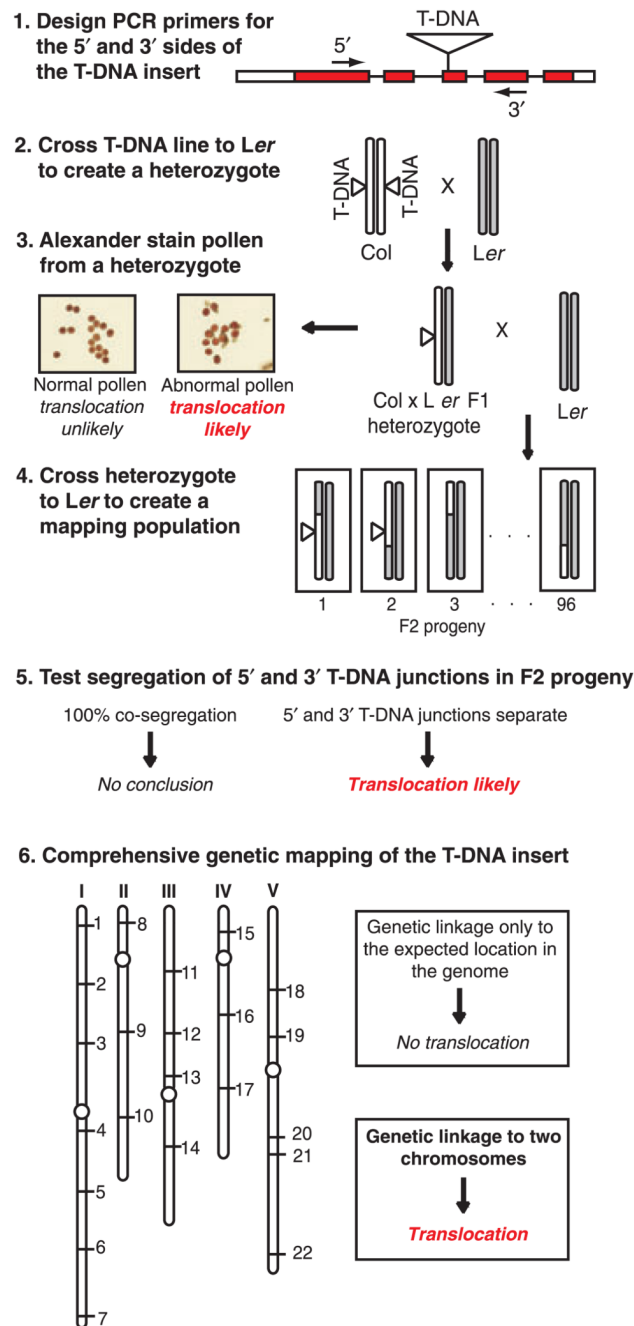 1. Design PCR primers for
the 5′ and 3′ sides of
the T-DNA insert
T-DNA
5′
3′
2. Cross T-DNA line to Ler
to create a heterozygote
T-DNA
T-DNA
X
Col
Ler
3. Alexander stain pollen
from a heterozygote
Normal pollen
translocation
unlikely
Abnormal pollen
translocation
likely
X
Col x L er F1
heterozygote
Ler
4. Cross heterozygote
to Ler to create a
mapping population
. . .
1 2 3 . . . 96
F2 progeny
5. Test segregation of 5′ and 3′ T-DNA junctions in F2 progeny
100% co-segregation
No conclusion
5′ and 3′ T-DNA junctions separate
Translocation likely
6. Comprehensive genetic mapping of the T-DNA insert
I II III IV V
1
2
3
4
5
6
7
8
9
10
11
12
13
14
15
16
17
18
19
20
21
22
Genetic linkage only to
the expected location in
the genome
No translocation
Genetic linkage to two
chromosomes
Translocation